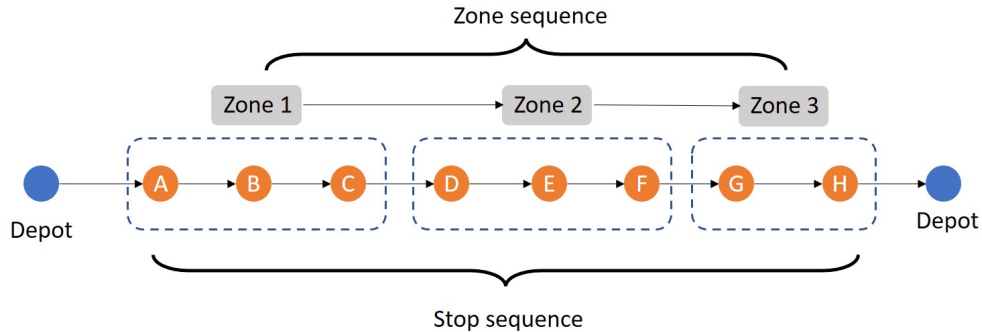 Zone sequence
Zone 1 Zone 2 Zone 3
A B C D E F G H
Depot Depot
Stop sequence